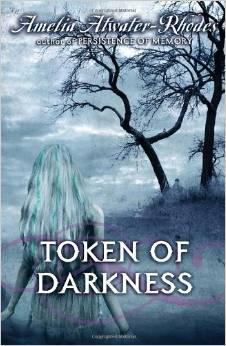 Amelia Atwater-Rhodes
author of PERSISTENCE OF MEMORY
TOKEN OF
DARKNESS